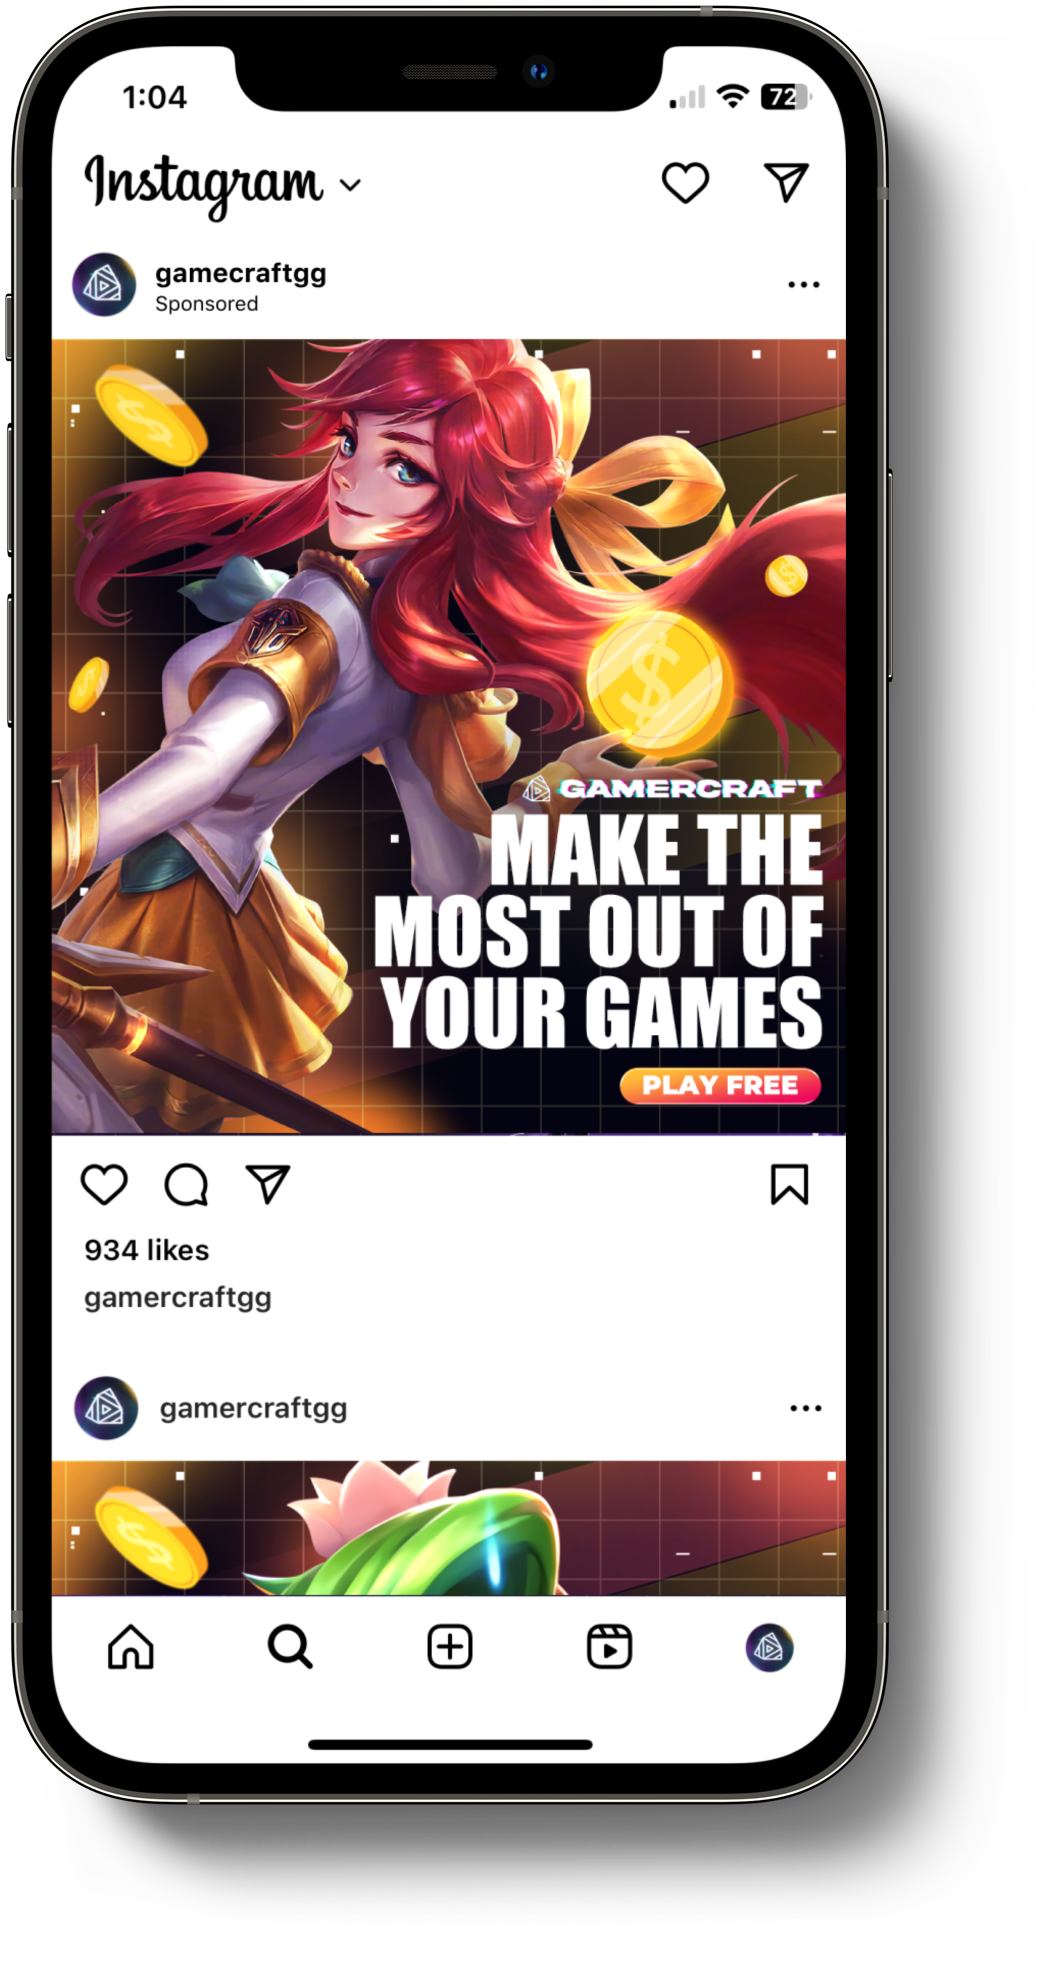 1:04
72
Instagram
gamecraftgg
Sponsored
GAMERCRAFT
MAKE THE
MOST OUT OF
YOUR GAMES
PLAY FREE
934 likes
gamercraftgg
gamercraftgg